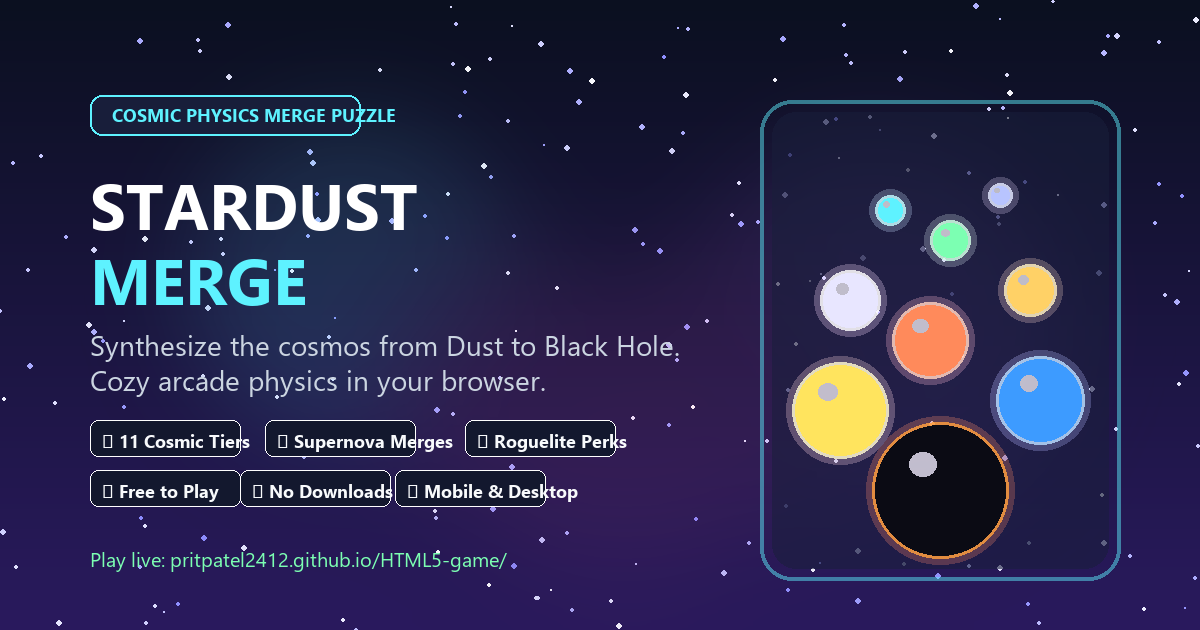 COSMIC PHYSICS MERGE PUZZLE
STARDUST
MERGE
Synthesize the cosmos from Dust to Black Hole.
Cozy arcade physics in your browser.
▯ 11 Cosmic Tiers ▯ Supernova Merges ▯ Roguelite Perks
▯ Free to Play ▯ No Downloads ▯ Mobile & Desktop
Play live: pritpatel2412.github.io/HTML5-game/